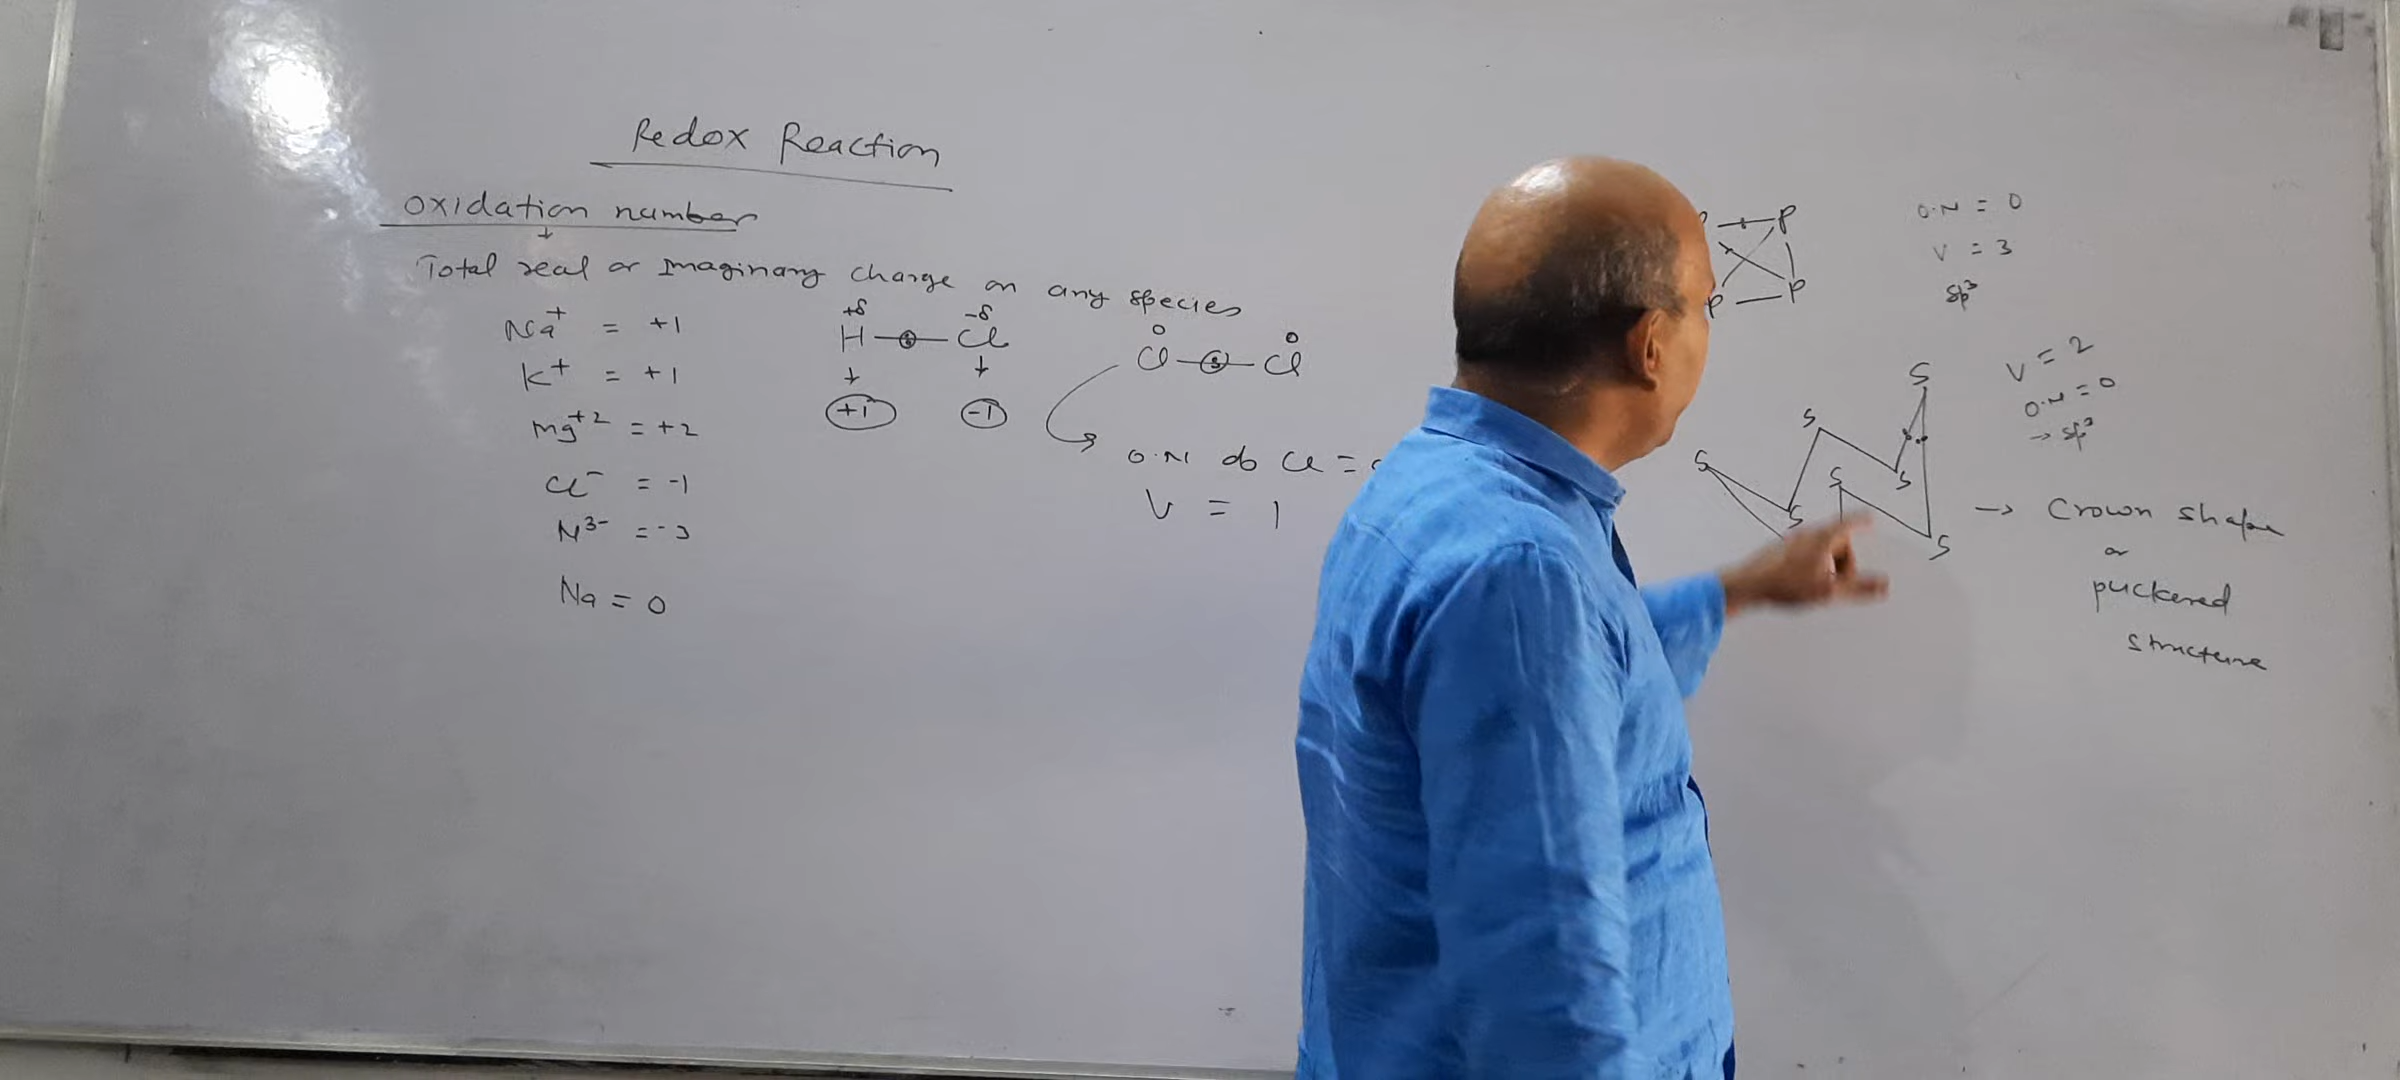 Redox Reaction
Oxidation number
Total real or Imaginary charge on any species
Na+ = +1
K+ = +1
mg+2 = +2
Cl- = -1
N3- = -3
Na = 0
+δ -δ
H Cl
+1 -1
0 0
Cl Cl
O.N of Cl =
V = 1
P
P P
O.N = 0
V = 3
sp3
S
S
S S
S S
S
V = 2
O.N = 0
→ sp3
→ Crown shape
or
puckered
structure